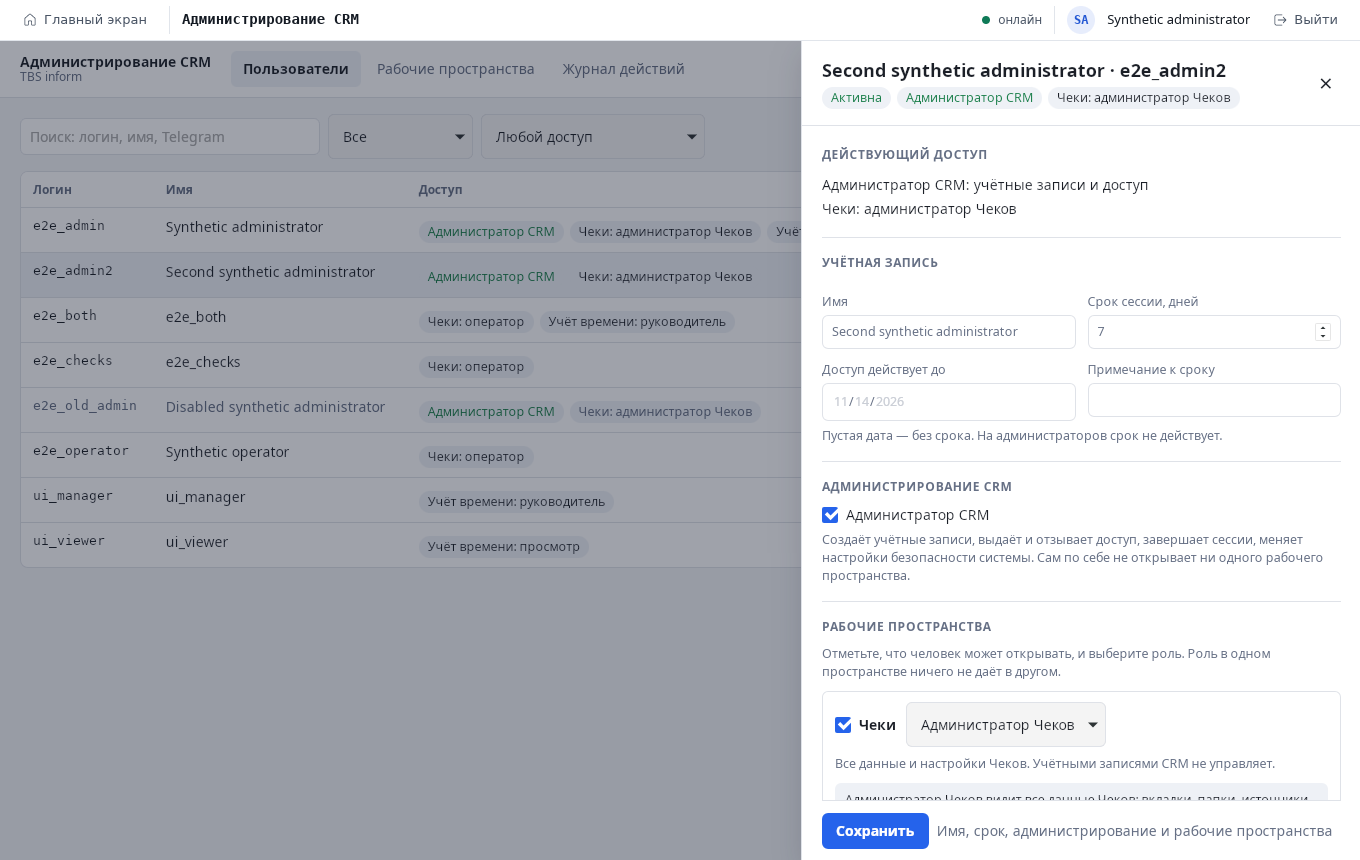 Главный экран
Администрирование CRM
онлайн
SA
Synthetic administrator
Выйти
Администрирование CRM
TBS inform
Пользователи
Рабочие пространства
Журнал действий
Поиск: логин, имя, Telegram
Все
Любой доступ
Логин Имя Доступ
e2e_admin Synthetic administrator Администратор CRM Чеки: администратор Чеков
e2e_admin2 Second synthetic administrator Администратор CRM Чеки: администратор Чеков
e2e_both e2e_both Чеки: оператор Учёт времени: руководитель
e2e_checks e2e_checks Чеки: оператор
e2e_old_admin Disabled synthetic administrator Администратор CRM Чеки: администратор Чеков
e2e_operator Synthetic operator Чеки: оператор
ui_manager ui_manager Учёт времени: руководитель
ui_viewer ui_viewer Учёт времени: просмотр
Second synthetic administrator · e2e_admin2
Активна Администратор CRM Чеки: администратор Чеков
ДЕЙСТВУЮЩИЙ ДОСТУП
Администратор CRM: учётные записи и доступ
Чеки: администратор Чеков
УЧЁТНАЯ ЗАПИСЬ
Имя Срок сессии, дней
Second synthetic administrator 7
Доступ действует до Примечание к сроку
11/14/2026
Пустая дата — без срока. На администраторов срок не действует.
АДМИНИСТРИРОВАНИЕ CRM
Администратор CRM
Создаёт учётные записи, выдаёт и отзывает доступ, завершает сессии, меняет
настройки безопасности системы. Сам по себе не открывает ни одного рабочего
пространства.
РАБОЧИЕ ПРОСТРАНСТВА
Отметьте, что человек может открывать, и выберите роль. Роль в одном
пространстве ничего не даёт в другом.
Чеки Администратор Чеков
Все данные и настройки Чеков. Учётными записями CRM не управляет.
Администратор Чеков видит все данные Чеков: вкладки, папки, источники
Сохранить Имя, срок, администрирование и рабочие пространства